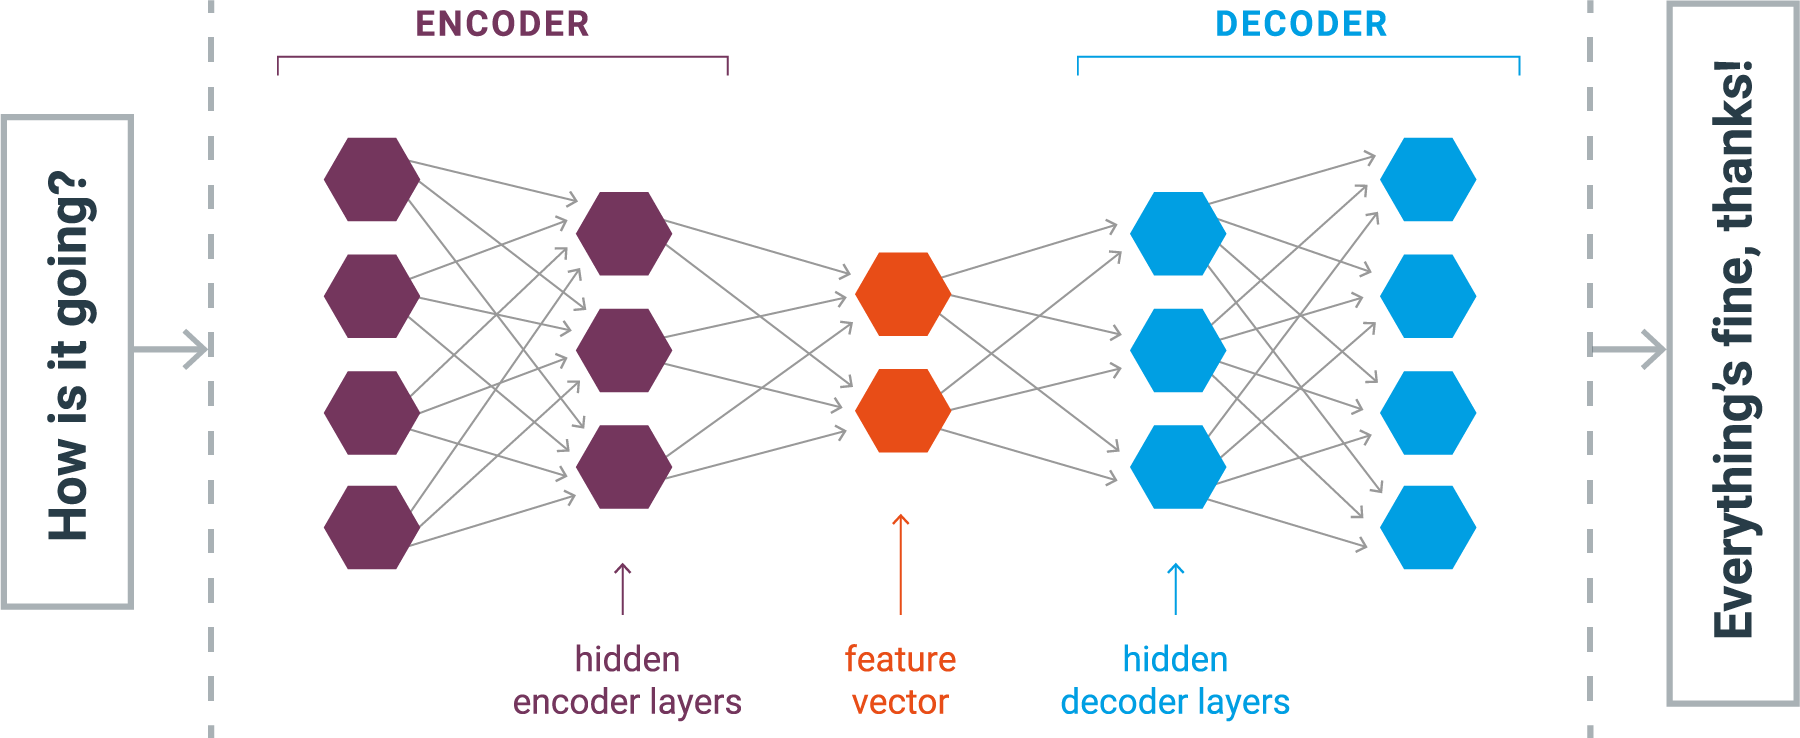 ENCODER
DECODER
How is it going?
Everything's fine, thanks!
hidden
encoder layers
feature
vector
hidden
decoder layers